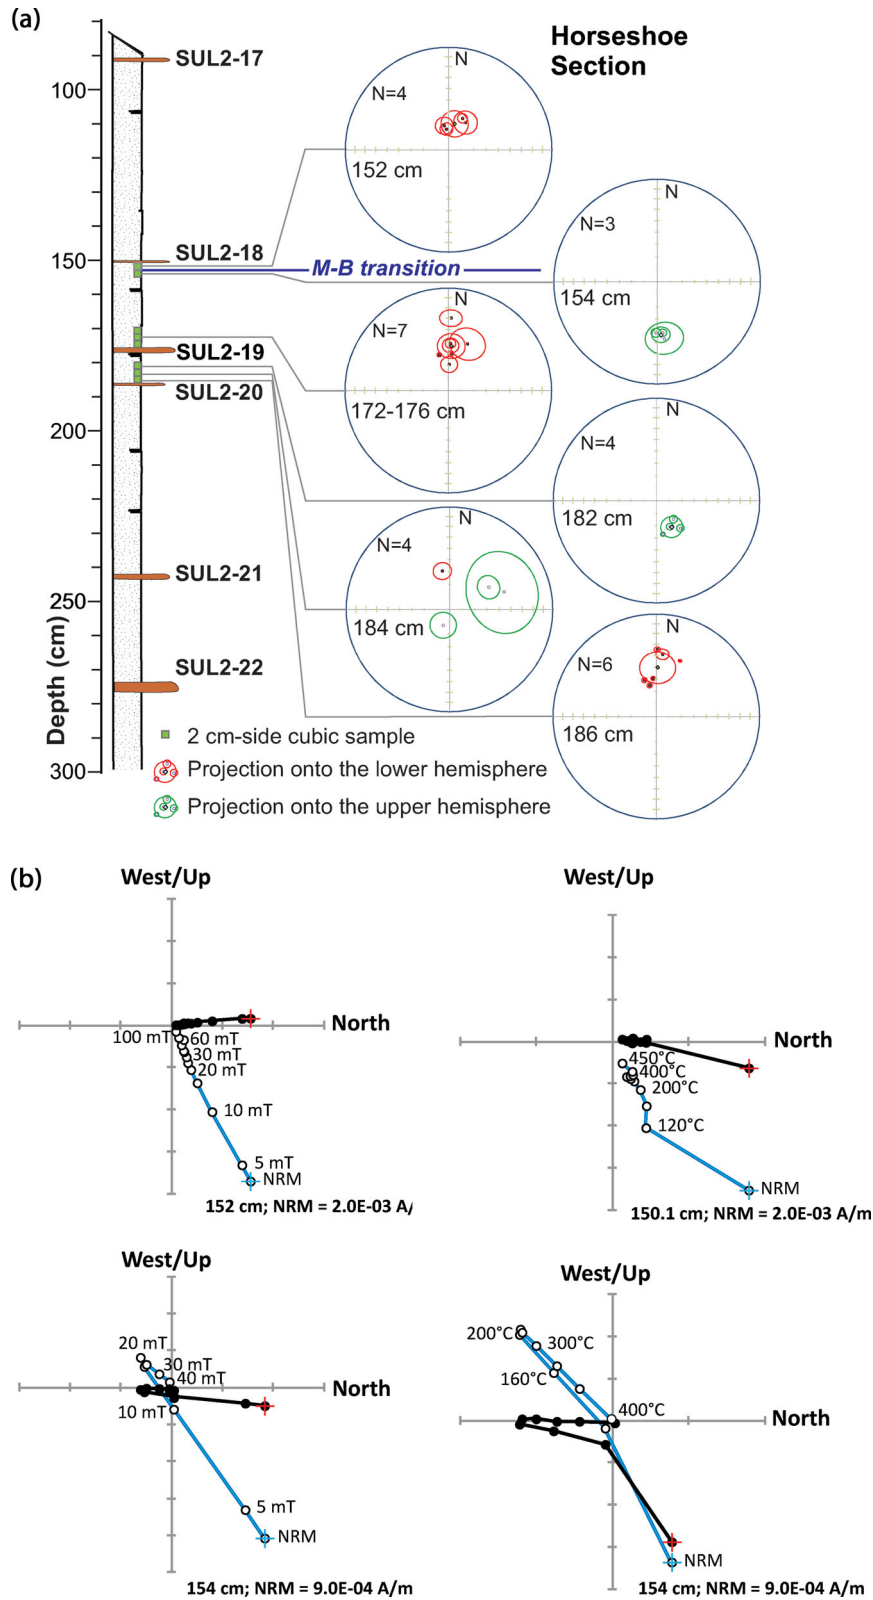 (a)
Horseshoe
Section
SUL2-17
100
N
N=4
152 cm
SUL2-18
150
M-B transition
N
N=3
154 cm
N
N=7
172-176 cm
SUL2-19
SUL2-20
200
N
N=4
182 cm
N
N=4
184 cm
SUL2-21
250
SUL2-22
N
N=6
186 cm
Depth (cm)
300
2 cm-side cubic sample
Projection onto the lower hemisphere
Projection onto the upper hemisphere
(b)
West/Up
North
100 mT
60 mT
30 mT
20 mT
10 mT
5 mT
NRM
152 cm; NRM = 2.0E-03 A/
West/Up
North
450°C
400°C
200°C
120°C
NRM
150.1 cm; NRM = 2.0E-03 A/m
West/Up
20 mT
30 mT
40 mT
North
10 mT
5 mT
NRM
154 cm; NRM = 9.0E-04 A/m
West/Up
200°C
300°C
160°C
400°C
North
NRM
154 cm; NRM = 9.0E-04 A/m